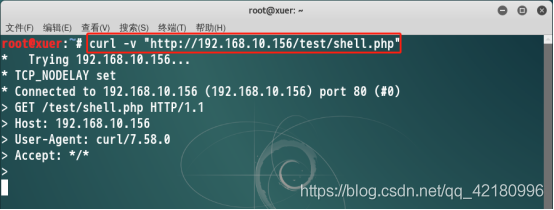 root@xuer: ~
文件(F) 编辑(E) 查看(V) 搜索(S) 终端(T) 帮助(H)
root@xuer:~# curl -v "http://192.168.10.156/test/shell.php"
*   Trying 192.168.10.156...
* TCP_NODELAY set
* Connected to 192.168.10.156 (192.168.10.156) port 80 (#0)
> GET /test/shell.php HTTP/1.1
> Host: 192.168.10.156
> User-Agent: curl/7.58.0
> Accept: */*
>
https://blog.csdn.net/qq_42180996